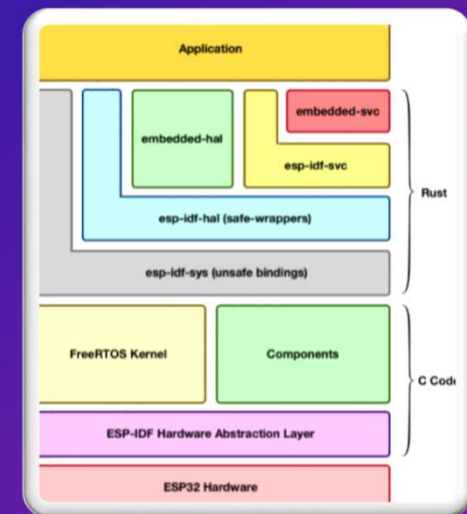 Application
embedded-svc
embedded-hal
esp-idf-svc
Rust
esp-idf-hal (safe-wrappers)
esp-idf-sys (unsafe bindings)
FreeRTOS Kernel
Components
C Cod
ESP-IDF Hardware Abstraction Layer
ESP32 Hardware